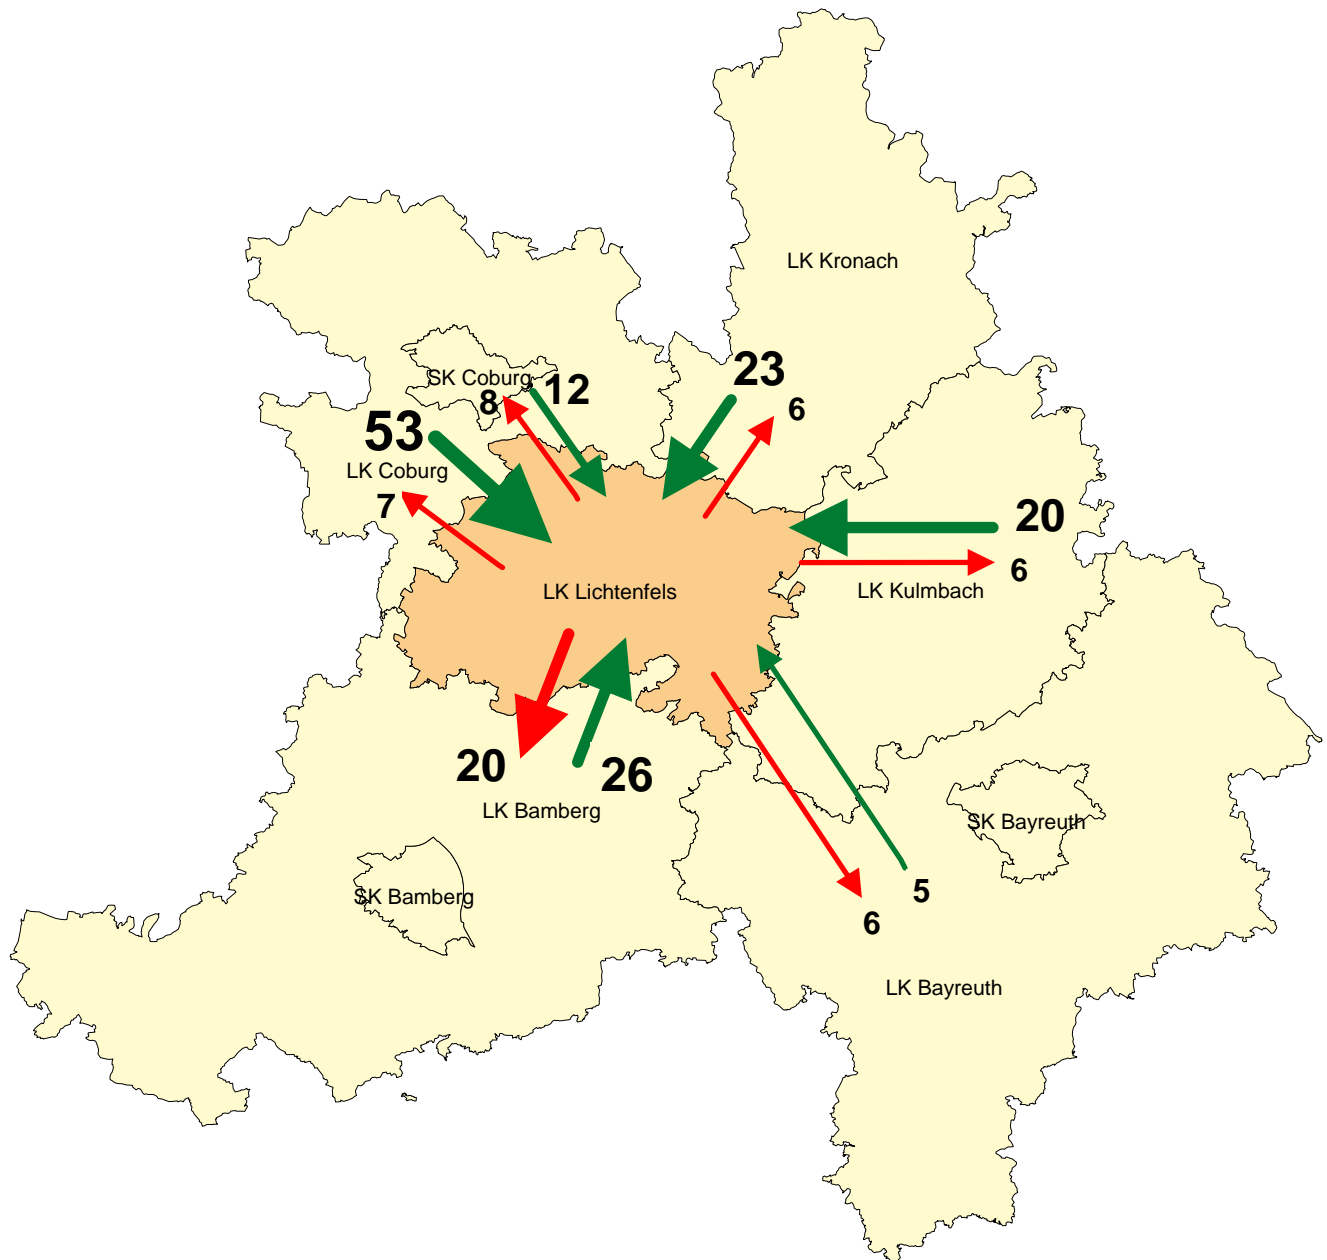 LK Kronach
23
6
SK Coburg
12
8
53
LK Coburg
7
20
6
LK Kulmbach
LK Lichtenfels
20
26
LK Bamberg
SK Bamberg
SK Bayreuth
5
6
LK Bayreuth